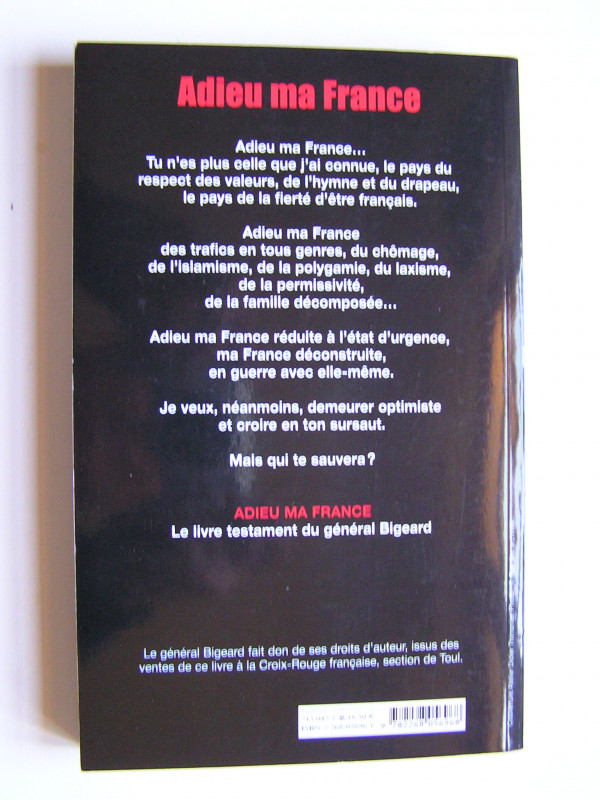 Adieu ma France
Adieu ma France...
Tu n'es plus celle que j'ai connue, le pays du
respect des valeurs, de l'hymne et du drapeau,
le pays de la fierté d'être français.
Adieu ma France
des trafics en tous genres, du chômage,
de l'islamisme, de la polygamie, du laxisme,
de la permissivité,
de la famille décomposée...
Adieu ma France réduite à l'état d'urgence,
ma France déconstruite,
en guerre avec elle-même.
Je veux, néanmoins, demeurer optimiste
et croire en ton sursaut.
Mais qui te sauvera ?
ADIEU MA FRANCE
Le livre testament du général Bigeard
Le général Bigeard fait don de ses droits d'auteur, issus des
ventes de ce livre à la Croix-Rouge française, section de Toul.
9 782268 056968